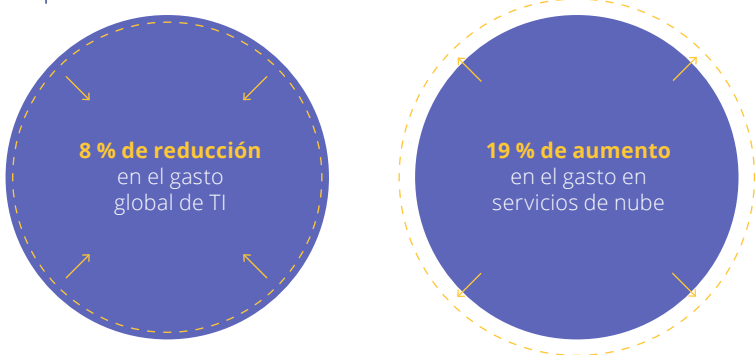 8 % de reducción
en el gasto
global de TI
19 % de aumento
en el gasto en
servicios de nube